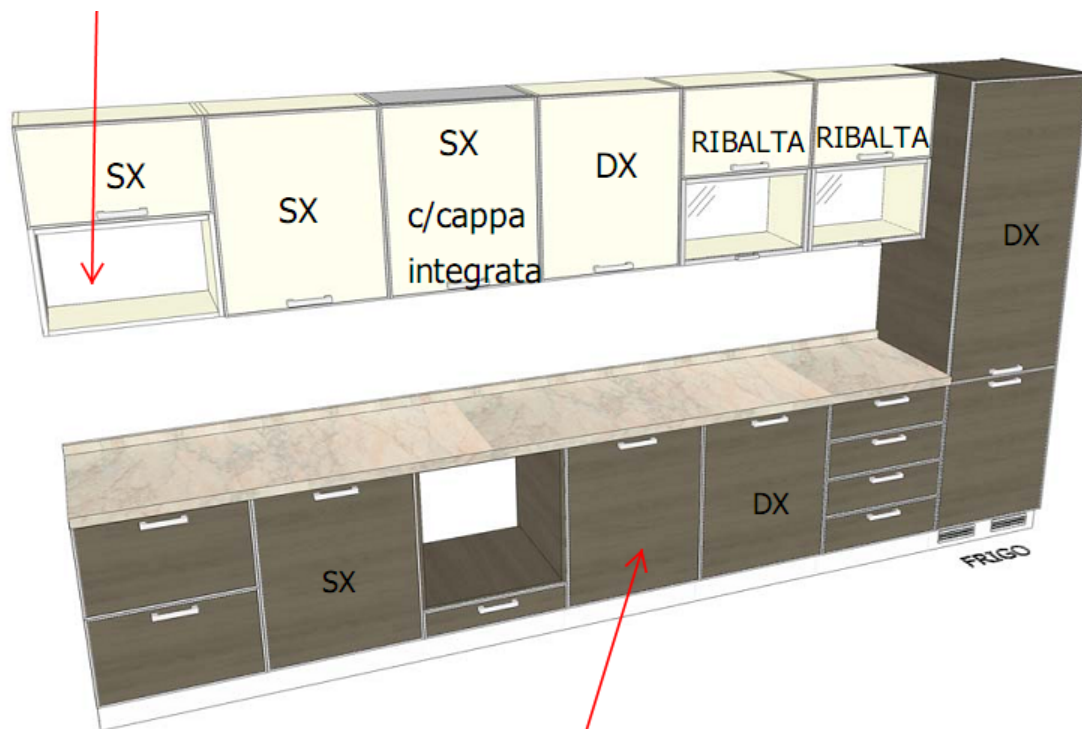 SX
SX
SX
c/cappa
integrata
DX
RIBALTA
RIBALTA
DX
SX
DX
FRIGO